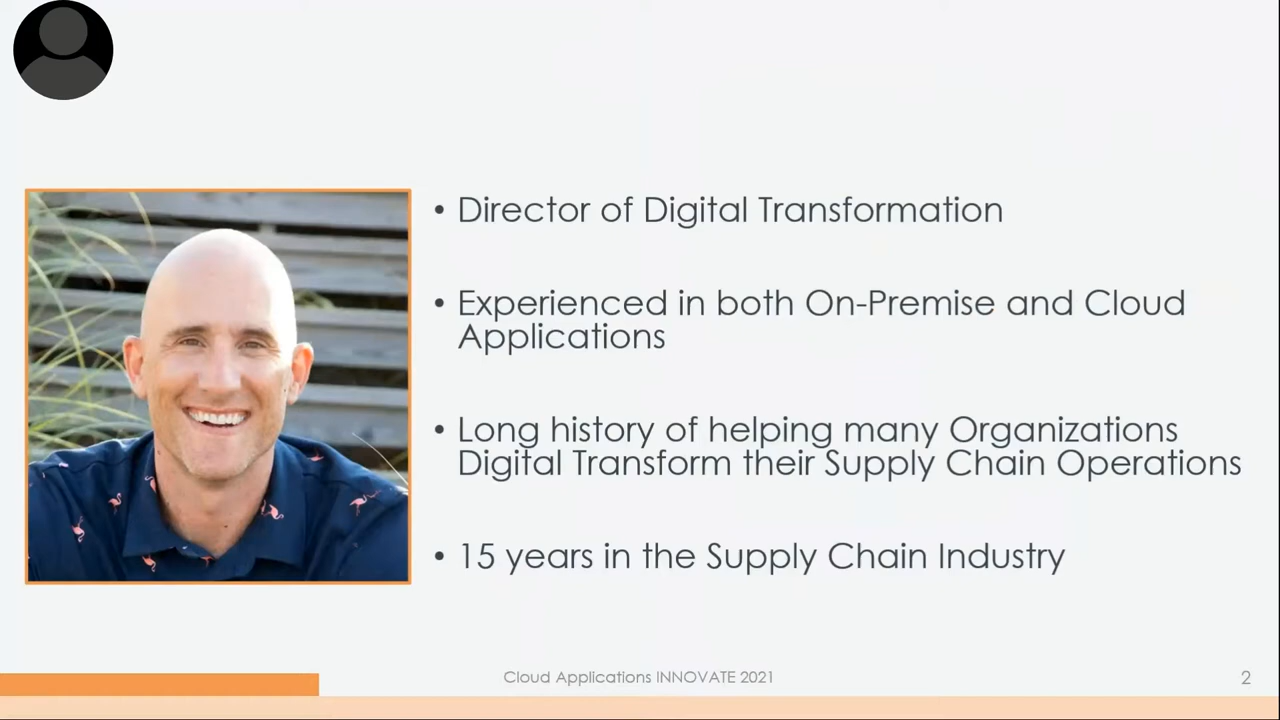 • Director of Digital Transformation
• Experienced in both On-Premise and Cloud
Applications
• Long history of helping many Organizations
Digital Transform their Supply Chain Operations
• 15 years in the Supply Chain Industry
Cloud Applications INNOVATE 2021
2